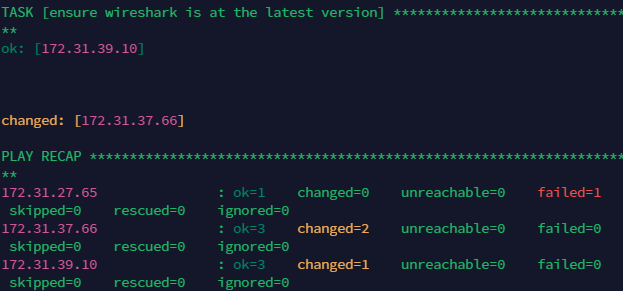 TASK [ensure wireshark is at the latest version] *****************************
**
ok: [172.31.39.10]
changed: [172.31.37.66]
PLAY RECAP *******************************************************************
**
172.31.27.65 : ok=1 changed=0 unreachable=0 failed=1
skipped=0 rescued=0 ignored=0
172.31.37.66 : ok=3 changed=2 unreachable=0 failed=0
skipped=0 rescued=0 ignored=0
172.31.39.10 : ok=3 changed=1 unreachable=0 failed=0
skipped=0 rescued=0 ignored=0